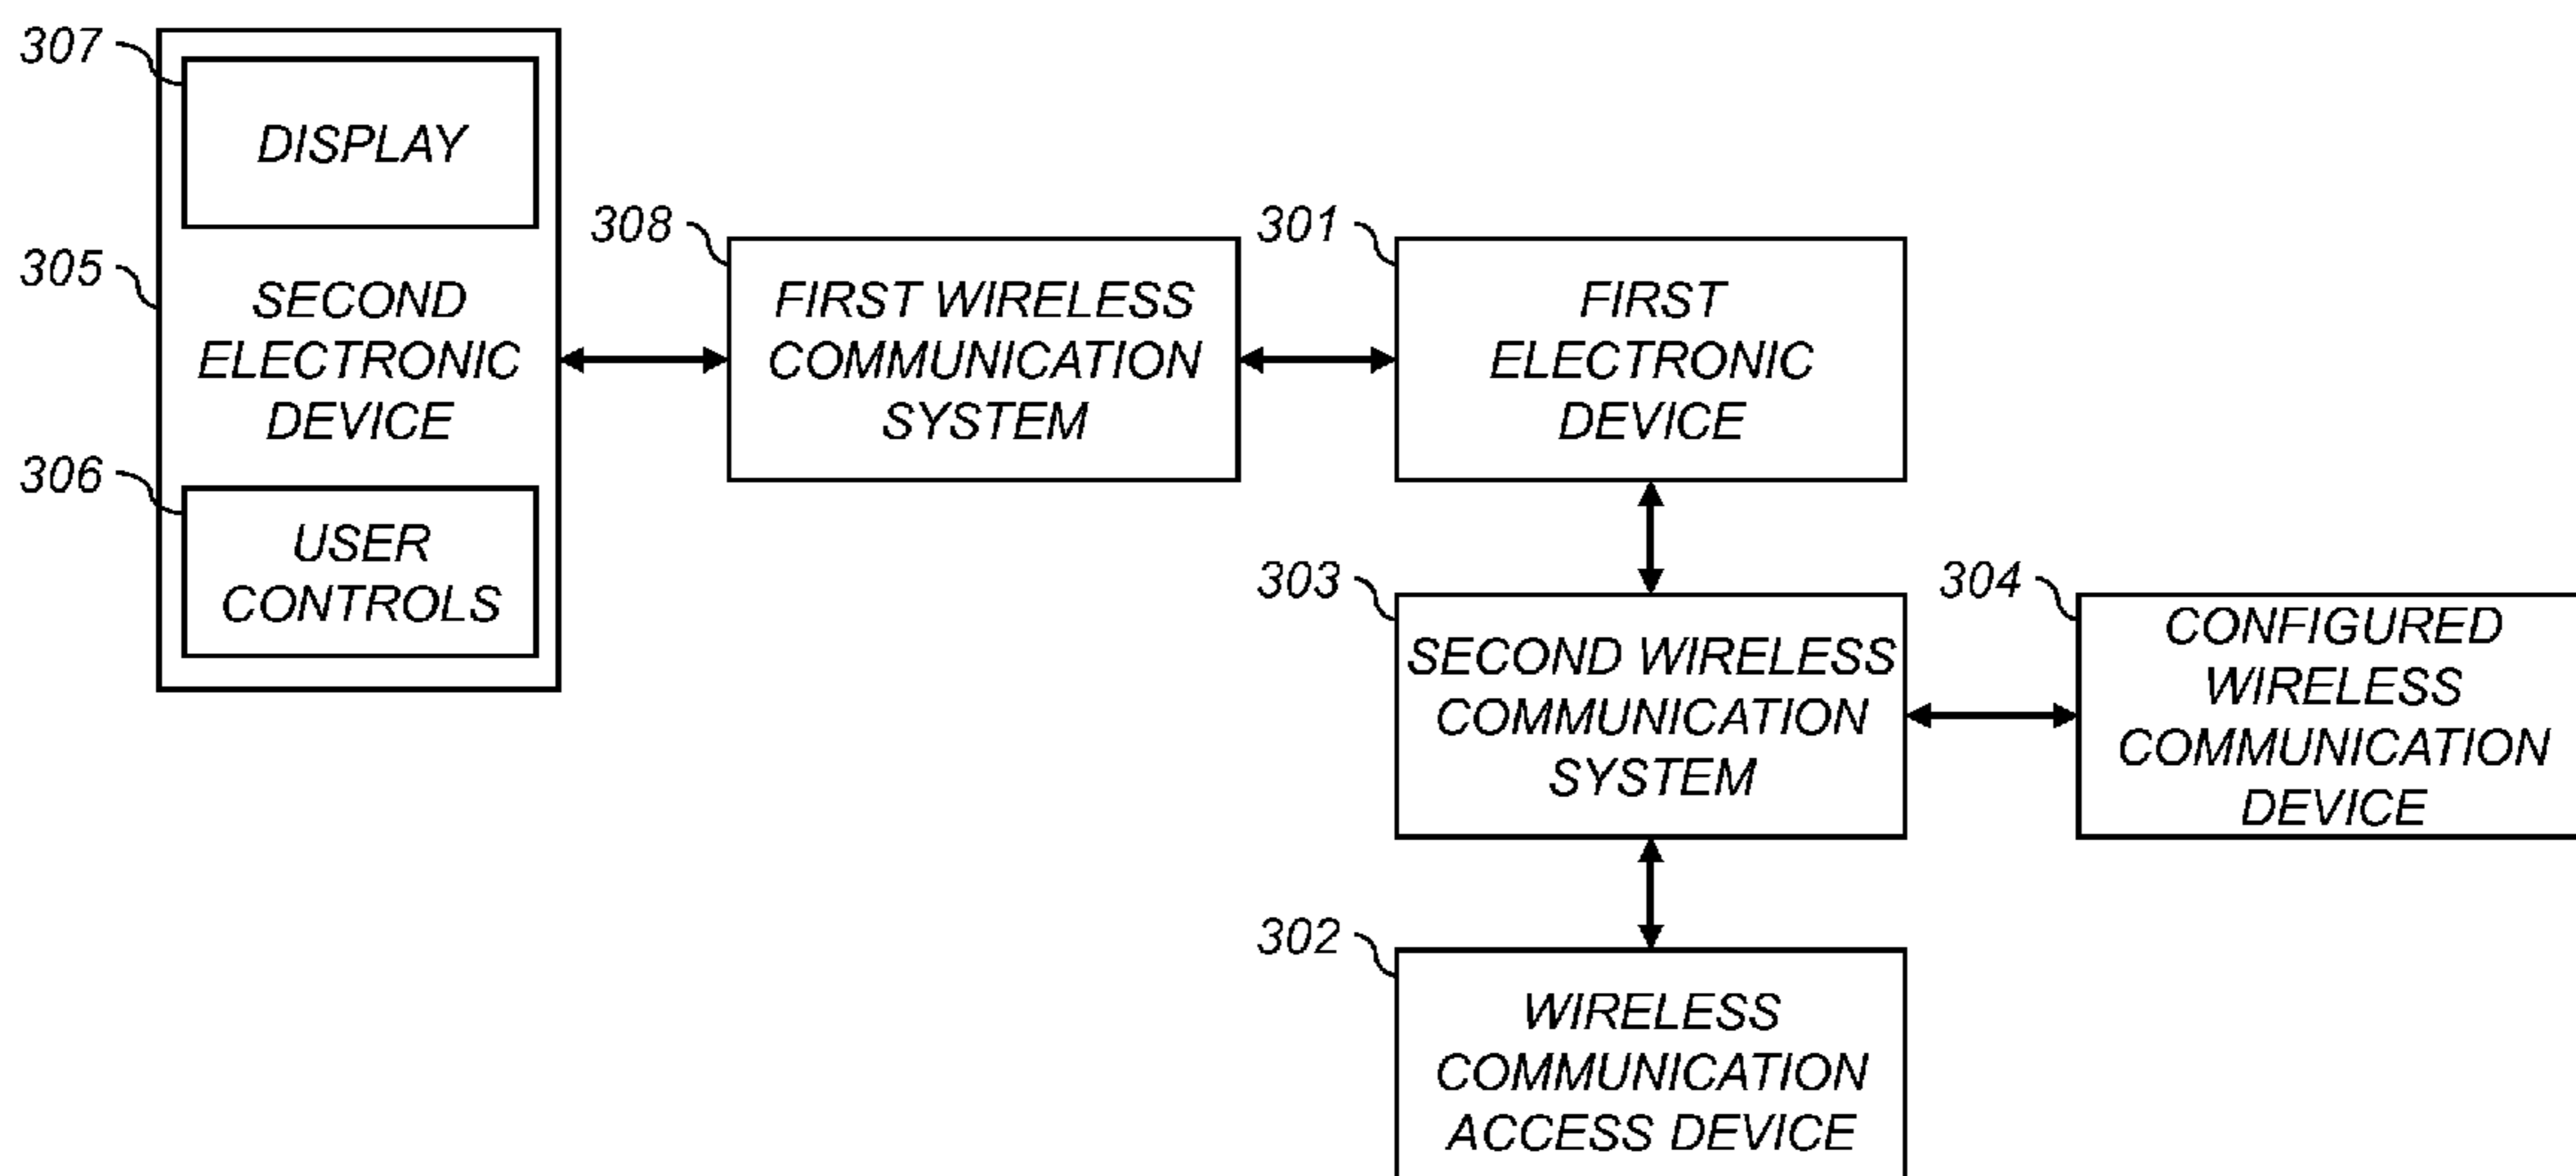 307
DISPLAY
305
SECOND
ELECTRONIC
DEVICE
306
USER
CONTROLS
308
FIRST WIRELESS
COMMUNICATION
SYSTEM
301
FIRST
ELECTRONIC
DEVICE
303
SECOND WIRELESS
COMMUNICATION
SYSTEM
304
CONFIGURED
WIRELESS
COMMUNICATION
DEVICE
302
WIRELESS
COMMUNICATION
ACCESS DEVICE